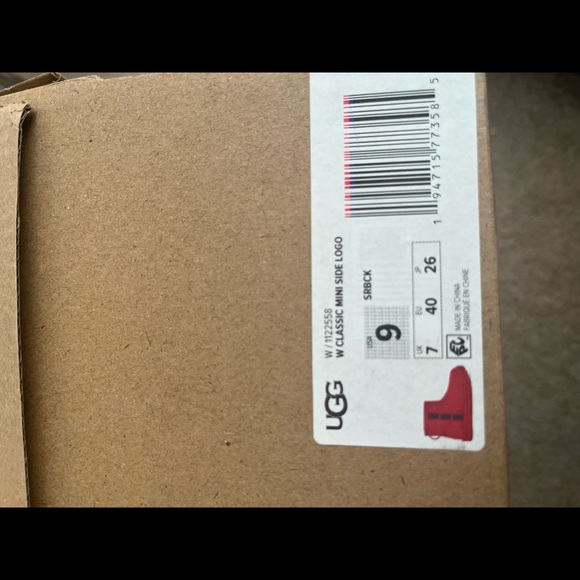 UGG
W / 1122558
W CLASSIC MINI SIDE LOGO
USA
9
SRBCK
UK EU JP
7 40 26
MADE IN CHINA
FABRIQUÉ EN CHINE
1 94715 77358 5